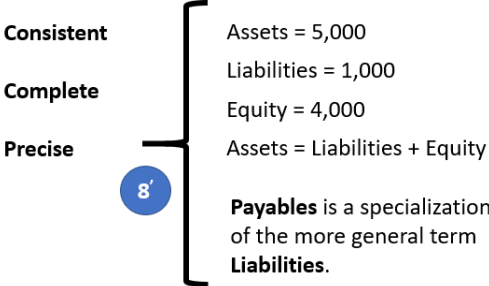 Consistent
Complete
Precise
8′
Assets = 5,000
Liabilities = 1,000
Equity = 4,000
Assets = Liabilities + Equity
Payables is a specialization
of the more general term
Liabilities.